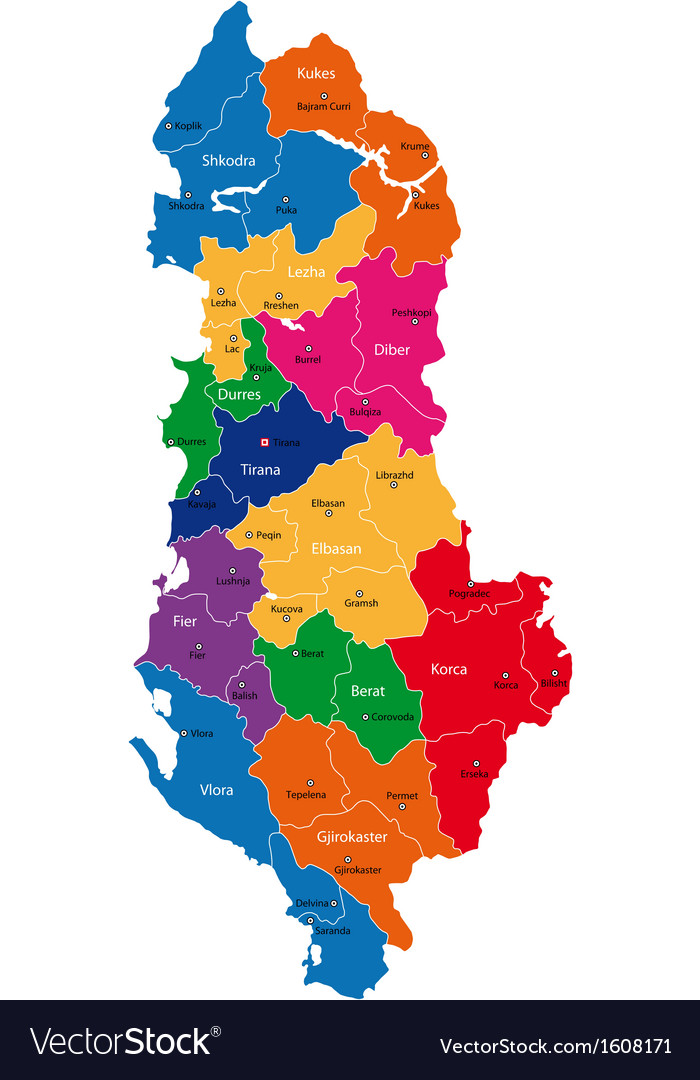 Kukes
Bajram Curri
Koplik
Krume
Shkodra
Shkodra
Puka
Kukes
Lezha
Lezha
Rreshen
Peshkopi
Lac
Burrel
Diber
Kruja
Durres
Bulqiza
Durres
Tirana
Tirana
Librazhd
Kavaja
Elbasan
Peqin
Elbasan
Lushnja
Pogradec
Gramsh
Kucova
Fier
Fier
Berat
Korca
Korca
Bilisht
Balish
Berat
Corovoda
Vlora
Erseka
Vlora
Tepelena
Permet
Gjirokaster
Gjirokaster
Delvina
Saranda
VectorStock®
VectorStock.com/1608171